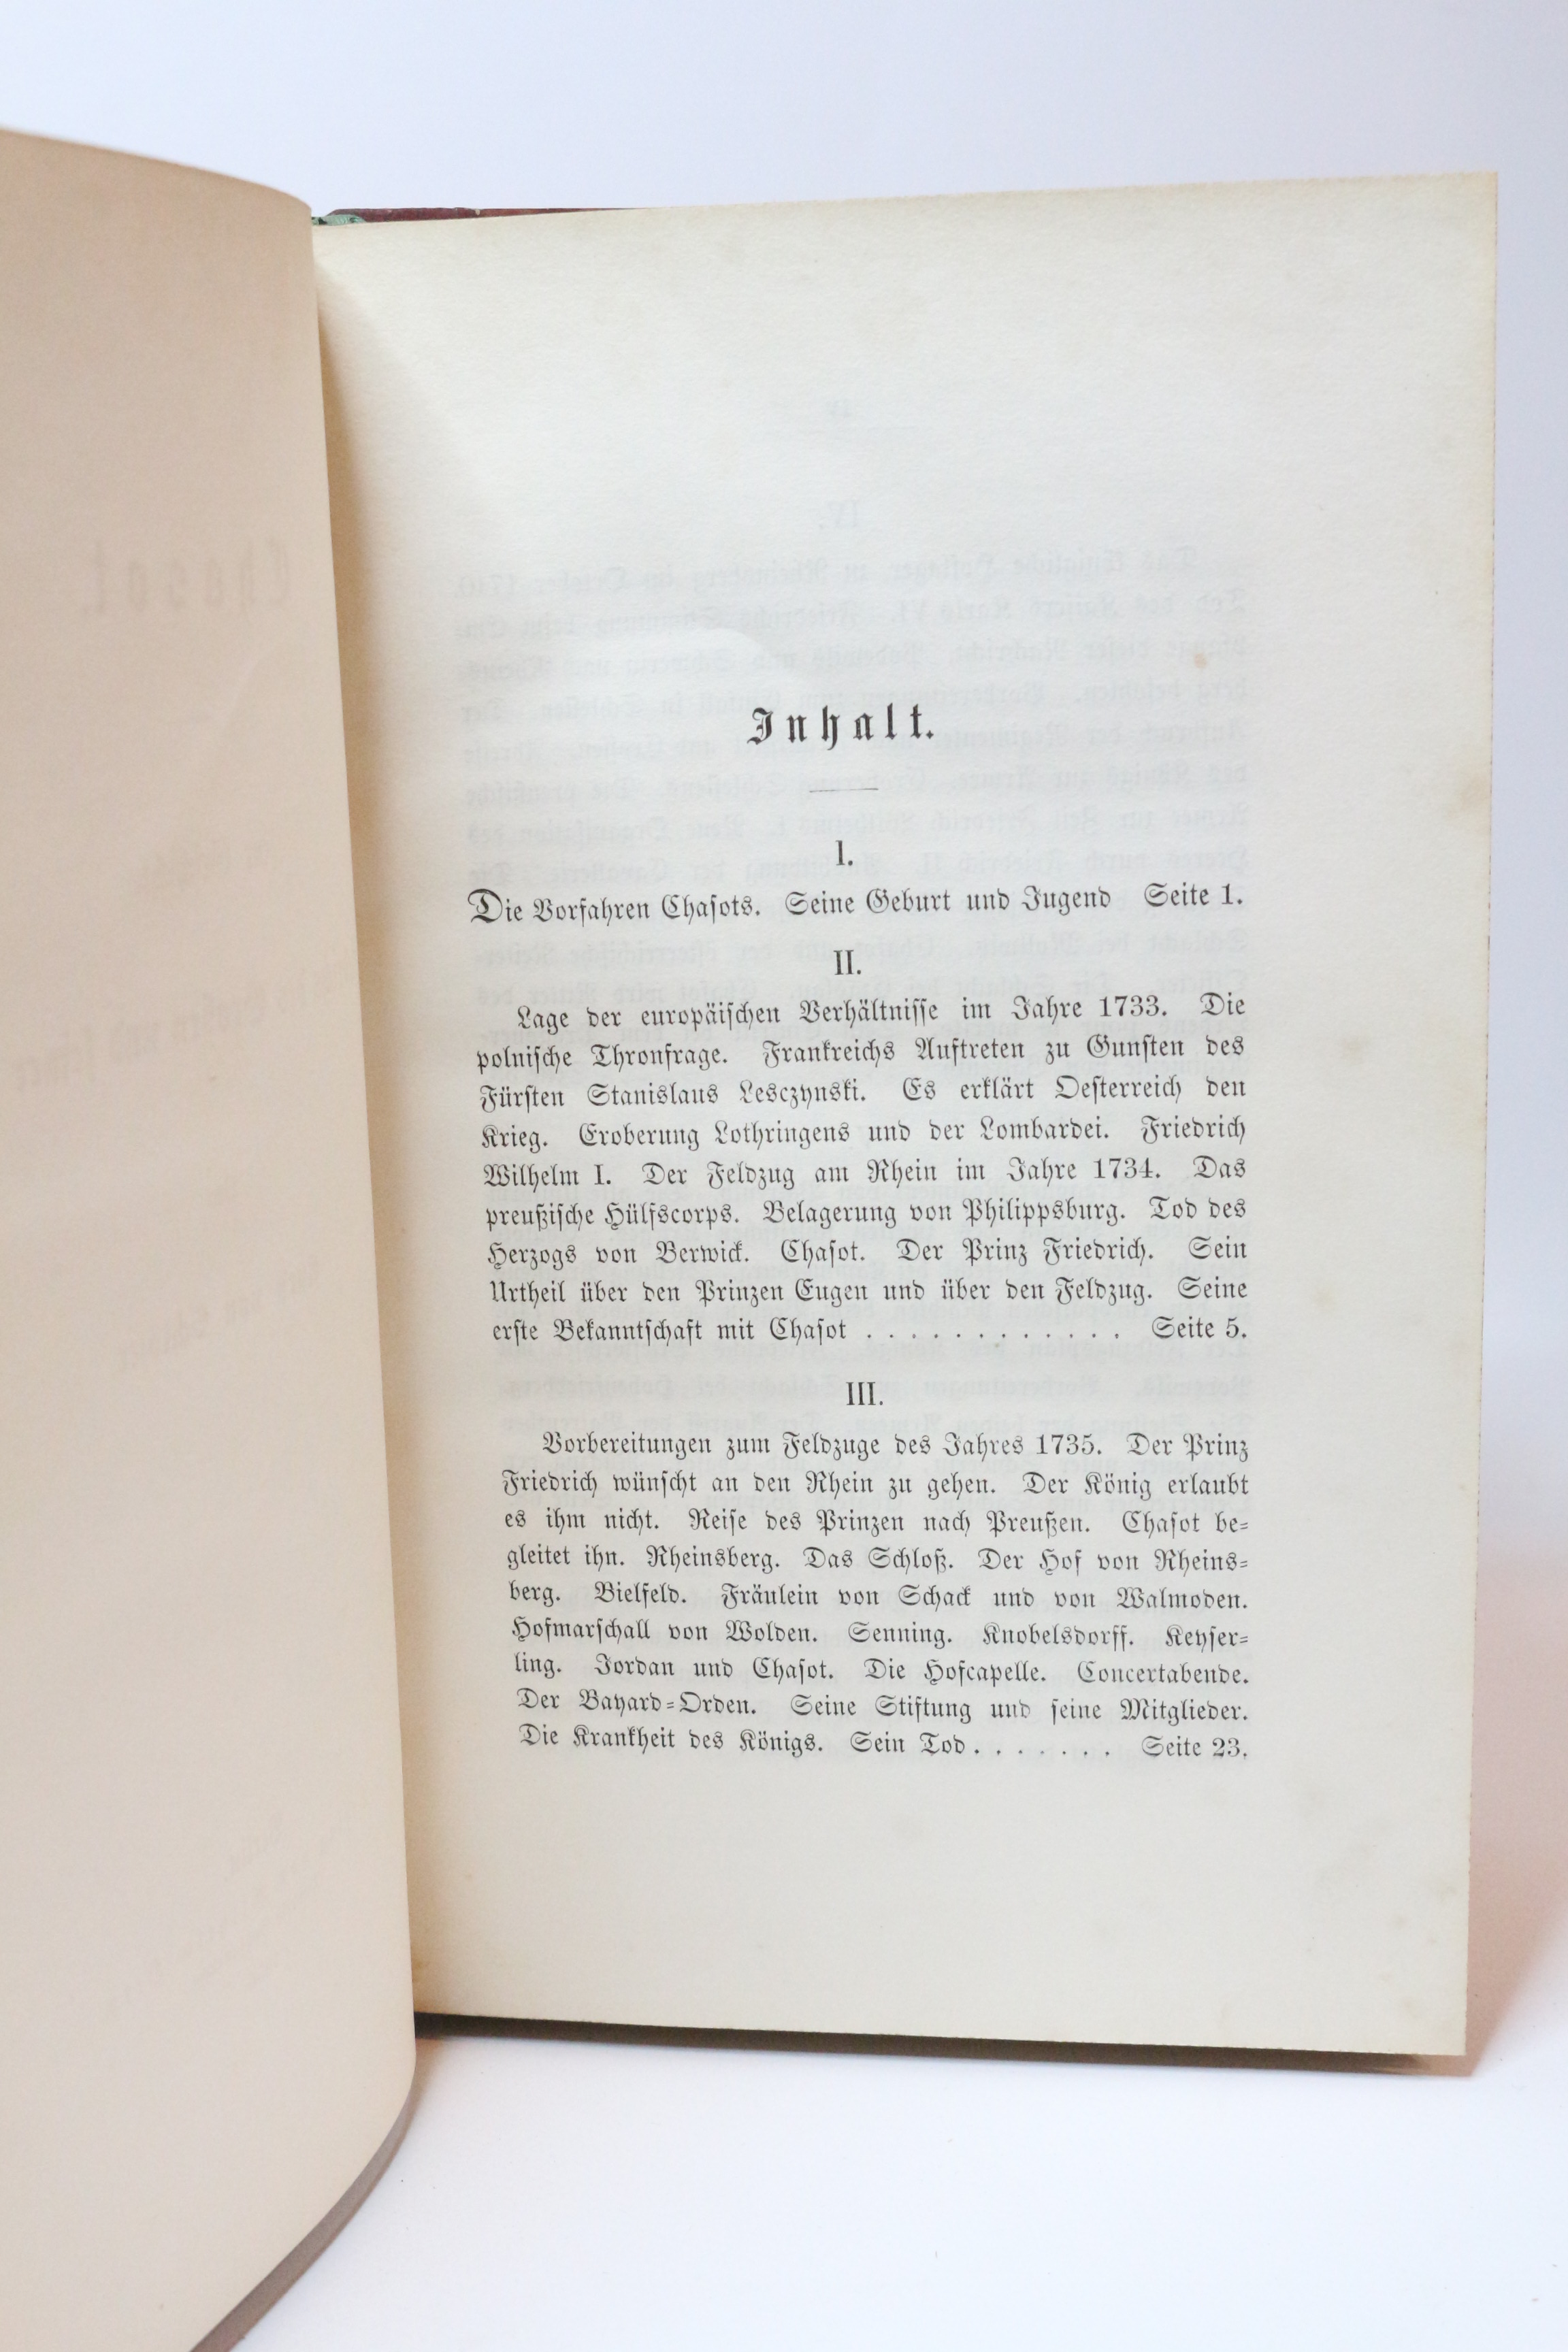 Inhalt.
I.
Die Vorfahren Chasots. Seine Geburt und Jugend Seite 1.
II.
Lage der europäischen Verhältnisse im Jahre 1733. Die
polnische Thronfrage. Frankreichs Auftreten zu Gunsten des
Fürsten Stanislaus Lesczynski. Es erklärt Oesterreich den
Krieg. Eroberung Lothringens und der Lombardei. Friedrich
Wilhelm I. Der Feldzug am Rhein im Jahre 1734. Das
preußische Hülfscorps. Belagerung von Philippsburg. Tod des
Herzogs von Berwick. Chasot. Der Prinz Friedrich. Sein
Urtheil über den Prinzen Eugen und über den Feldzug. Seine
erste Bekanntschaft mit Chasot . . . . . . . . . . . . Seite 5.
III.
Vorbereitungen zum Feldzuge des Jahres 1735. Der Prinz
Friedrich wünscht an den Rhein zu gehen. Der König erlaubt
es ihm nicht. Reise des Prinzen nach Preußen. Chasot be-
gleitet ihn. Rheinsberg. Das Schloß. Der Hof von Rheins-
berg. Bielfeld. Fräulein von Schack und von Walmoden.
Hofmarschall von Wolden. Senning. Knobelsdorff. Keyser-
ling. Jordan und Chasot. Die Hofcapelle. Concertabende.
Der Bayard-Orden. Seine Stiftung und seine Mitglieder.
Die Krankheit des Königs. Sein Tod . . . . . . . Seite 23.